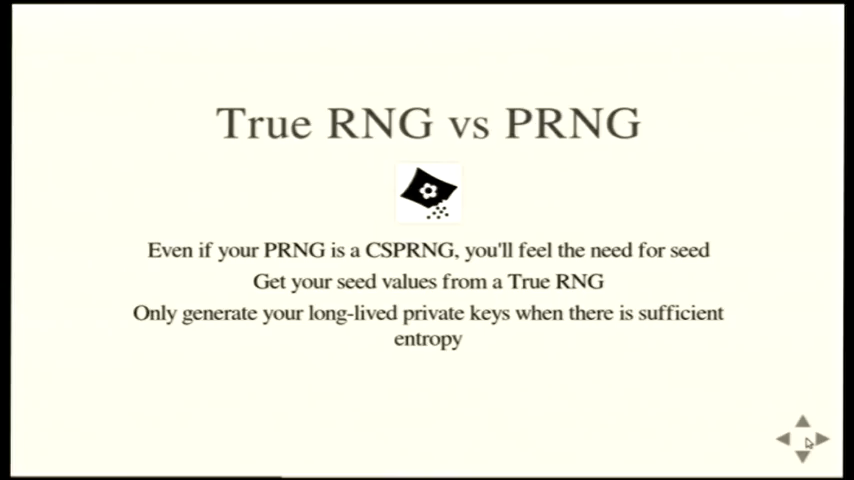 True RNG vs PRNG
Even if your PRNG is a CSPRNG, you'll feel the need for seed
Get your seed values from a True RNG
Only generate your long-lived private keys when there is sufficient
entropy